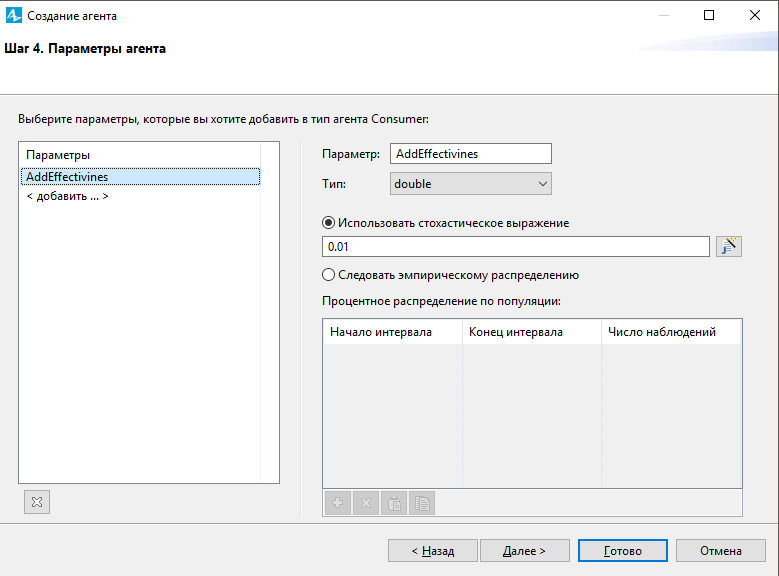 Создание агента
Шаг 4. Параметры агента
Выберите параметры, которые вы хотите добавить в тип агента Consumer:
Параметры
AddEffectivines
< добавить ... >
Параметр: AddEffectivines
Тип: double
Использовать стохастическое выражение
0.01
Следовать эмпирическому распределению
Процентное распределение по популяции:
Начало интервала Конец интервала Число наблюдений
< Назад Далее > Готово Отмена